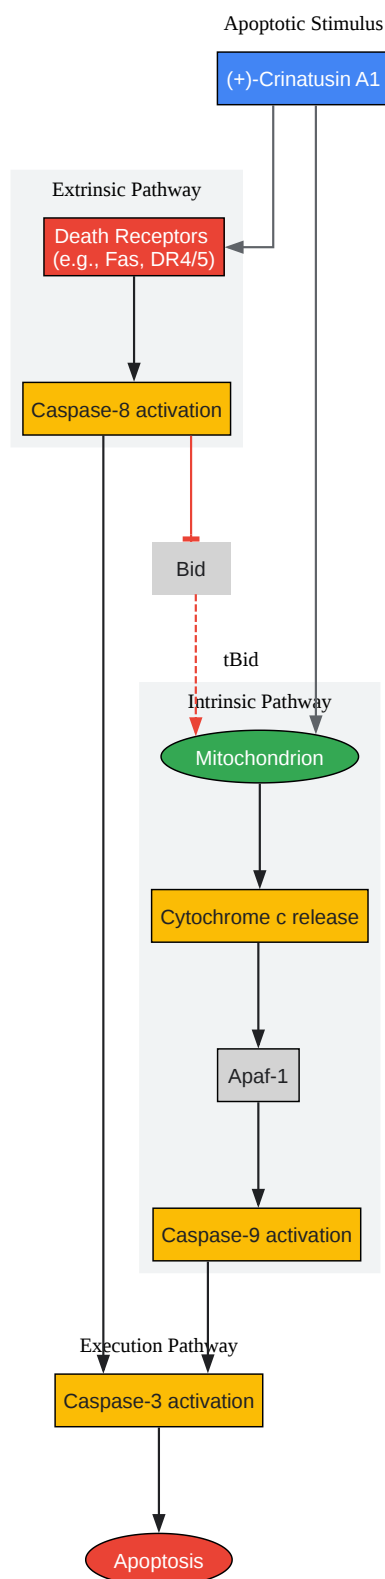 Apoptotic Stimulus
(+)-Crinatusin A1
Extrinsic Pathway
Death Receptors
(e.g., Fas, DR4/5)
Caspase-8 activation
Bid
tBid
Intrinsic Pathway
Mitochondrion
Cytochrome c release
Apaf-1
Caspase-9 activation
Execution Pathway
Caspase-3 activation
Apoptosis